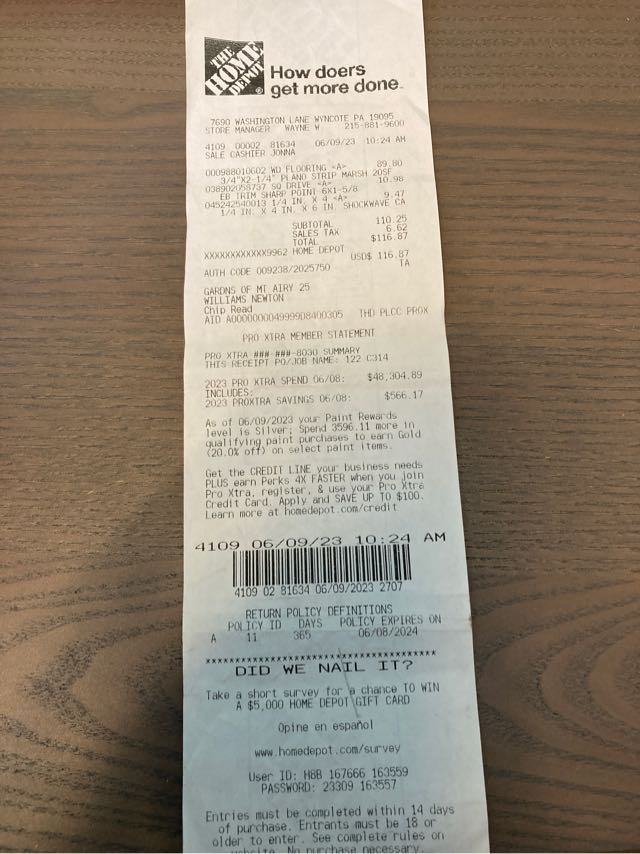 THE
HOME
DEPOT
How doers
get more done™
7690 WASHINGTON LANE WYNCOTE PA 19095
STORE MANAGER WAYNE W 215-881-9600
4109 00002 81634 06/09/23 10:24 AM
SALE CASHIER JONNA
000988010602 WD FLOORING <A> 89.80
3/4"X2-1/4" PLANO STRIP MARSH 20SF
038902058737 SQ DRIVE <A> 10.98
EB TRIM SHARP POINT 6X1-5/8
045242540013 1/4 IN. X 4 <A> 9.47
1/4 IN. X 4 IN. X 6 IN. SHOCKWAVE CA
SUBTOTAL 110.25
SALES TAX 6.62
TOTAL $116.87
XXXXXXXXXXXX9962 HOME DEPOT
USD$ 116.87
AUTH CODE 009238/2025750 TA
GARDNS OF MT AIRY 25
WILLIAMS NEWTON
Chip Read
AID A0000000049999D8400305 THD PLCC PROX
PRO XTRA MEMBER STATEMENT
PRO XTRA ###-###-8030 SUMMARY
THIS RECEIPT PO/JOB NAME: 122 C314
2023 PRO XTRA SPEND 06/08: $48,304.89
INCLUDES:
2023 PROXTRA SAVINGS 06/08: $566.17
As of 06/09/2023 your Paint Rewards
level is Silver; Spend 3596.11 more in
qualifying paint purchases to earn Gold
(20.0% off) on select paint items.
Get the CREDIT LINE your business needs
PLUS earn Perks 4X FASTER when you join
Pro Xtra, register, & use your Pro Xtra
Credit Card. Apply and SAVE UP TO $100.
Learn more at homedepot.com/credit
4109 06/09/23 10:24 AM
4109 02 81634 06/09/2023 2707
RETURN POLICY DEFINITIONS
POLICY ID DAYS POLICY EXPIRES ON
A 11 365 06/08/2024
****************************************
DID WE NAIL IT?
Take a short survey for a chance TO WIN
A $5,000 HOME DEPOT GIFT CARD
Opine en español
www.homedepot.com/survey
User ID: H8B 167666 163559
PASSWORD: 23309 163557
Entries must be completed within 14 days
of purchase. Entrants must be 18 or
older to enter. See complete rules on
website. No purchase necessary.